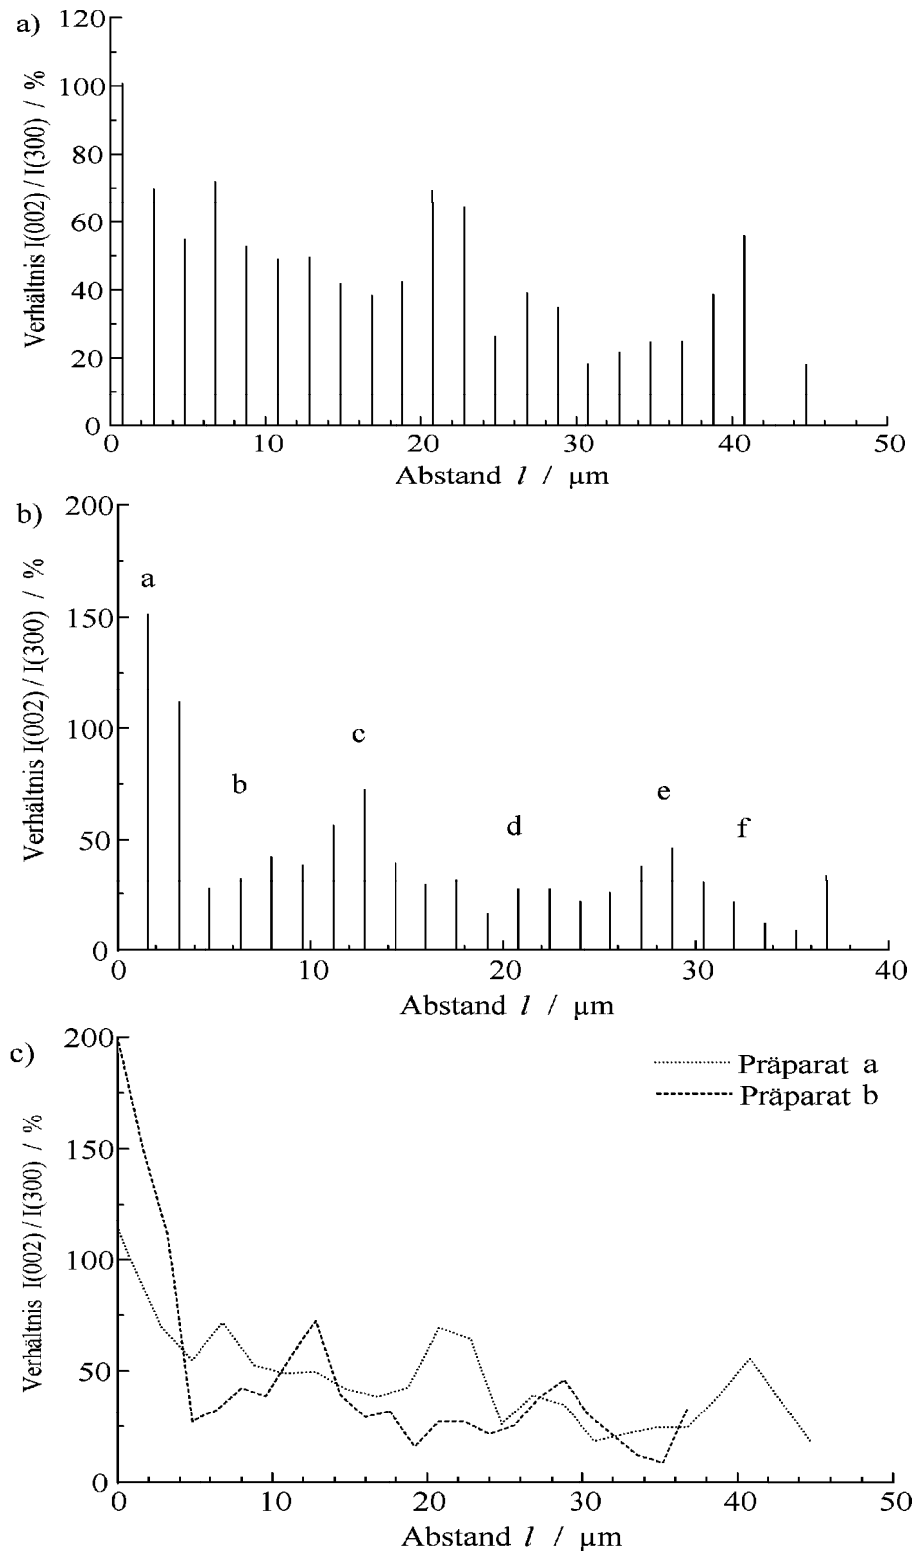 a)
120
100
80
60
40
20
0
Verhältnis I(002)/I(300) / %
0 10 20 30 40 50
Abstand l / µm
b)
200
150
100
50
0
Verhältnis I(002)/I(300) / %
a
b
c
d
e
f
0 10 20 30 40
Abstand l / µm
c)
200
150
100
50
0
Verhältnis I(002)/I(300) / %
Präparat a
Präparat b
0 10 20 30 40 50
Abstand l / µm